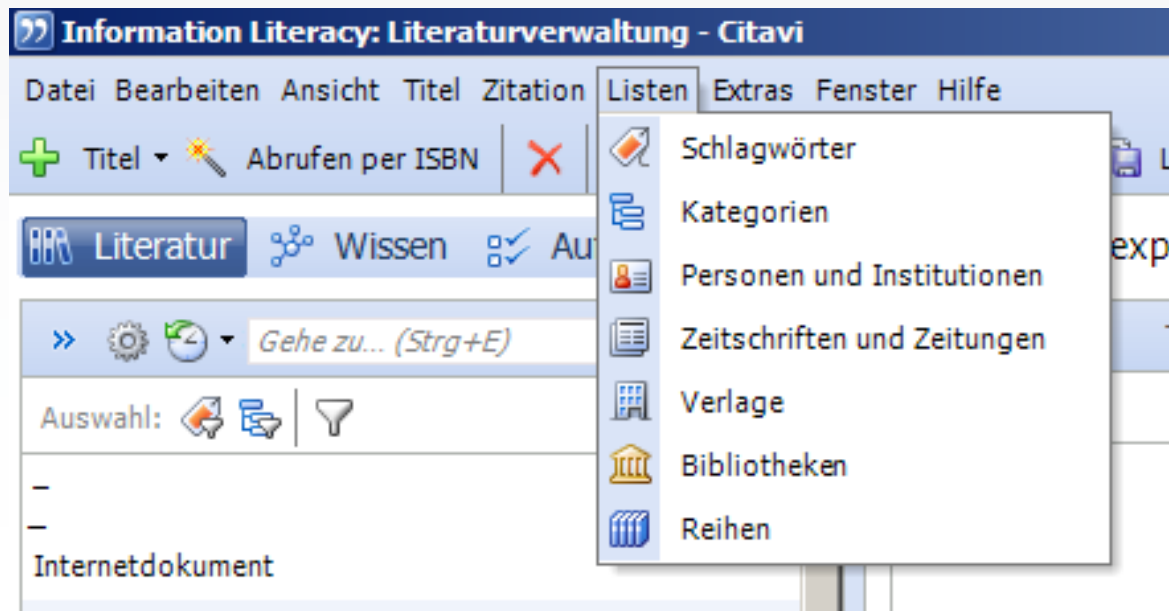 Information Literacy: Literaturverwaltung - Citavi
Datei Bearbeiten Ansicht Titel Zitation Listen Extras Fenster Hilfe
Titel Abrufen per ISBN
Schlagwörter
Kategorien
Personen und Institutionen
Zeitschriften und Zeitungen
Verlage
Bibliotheken
Reihen
Literatur Wissen
Gehe zu... (Strg+E)
Auswahl:
–
–
Internetdokument